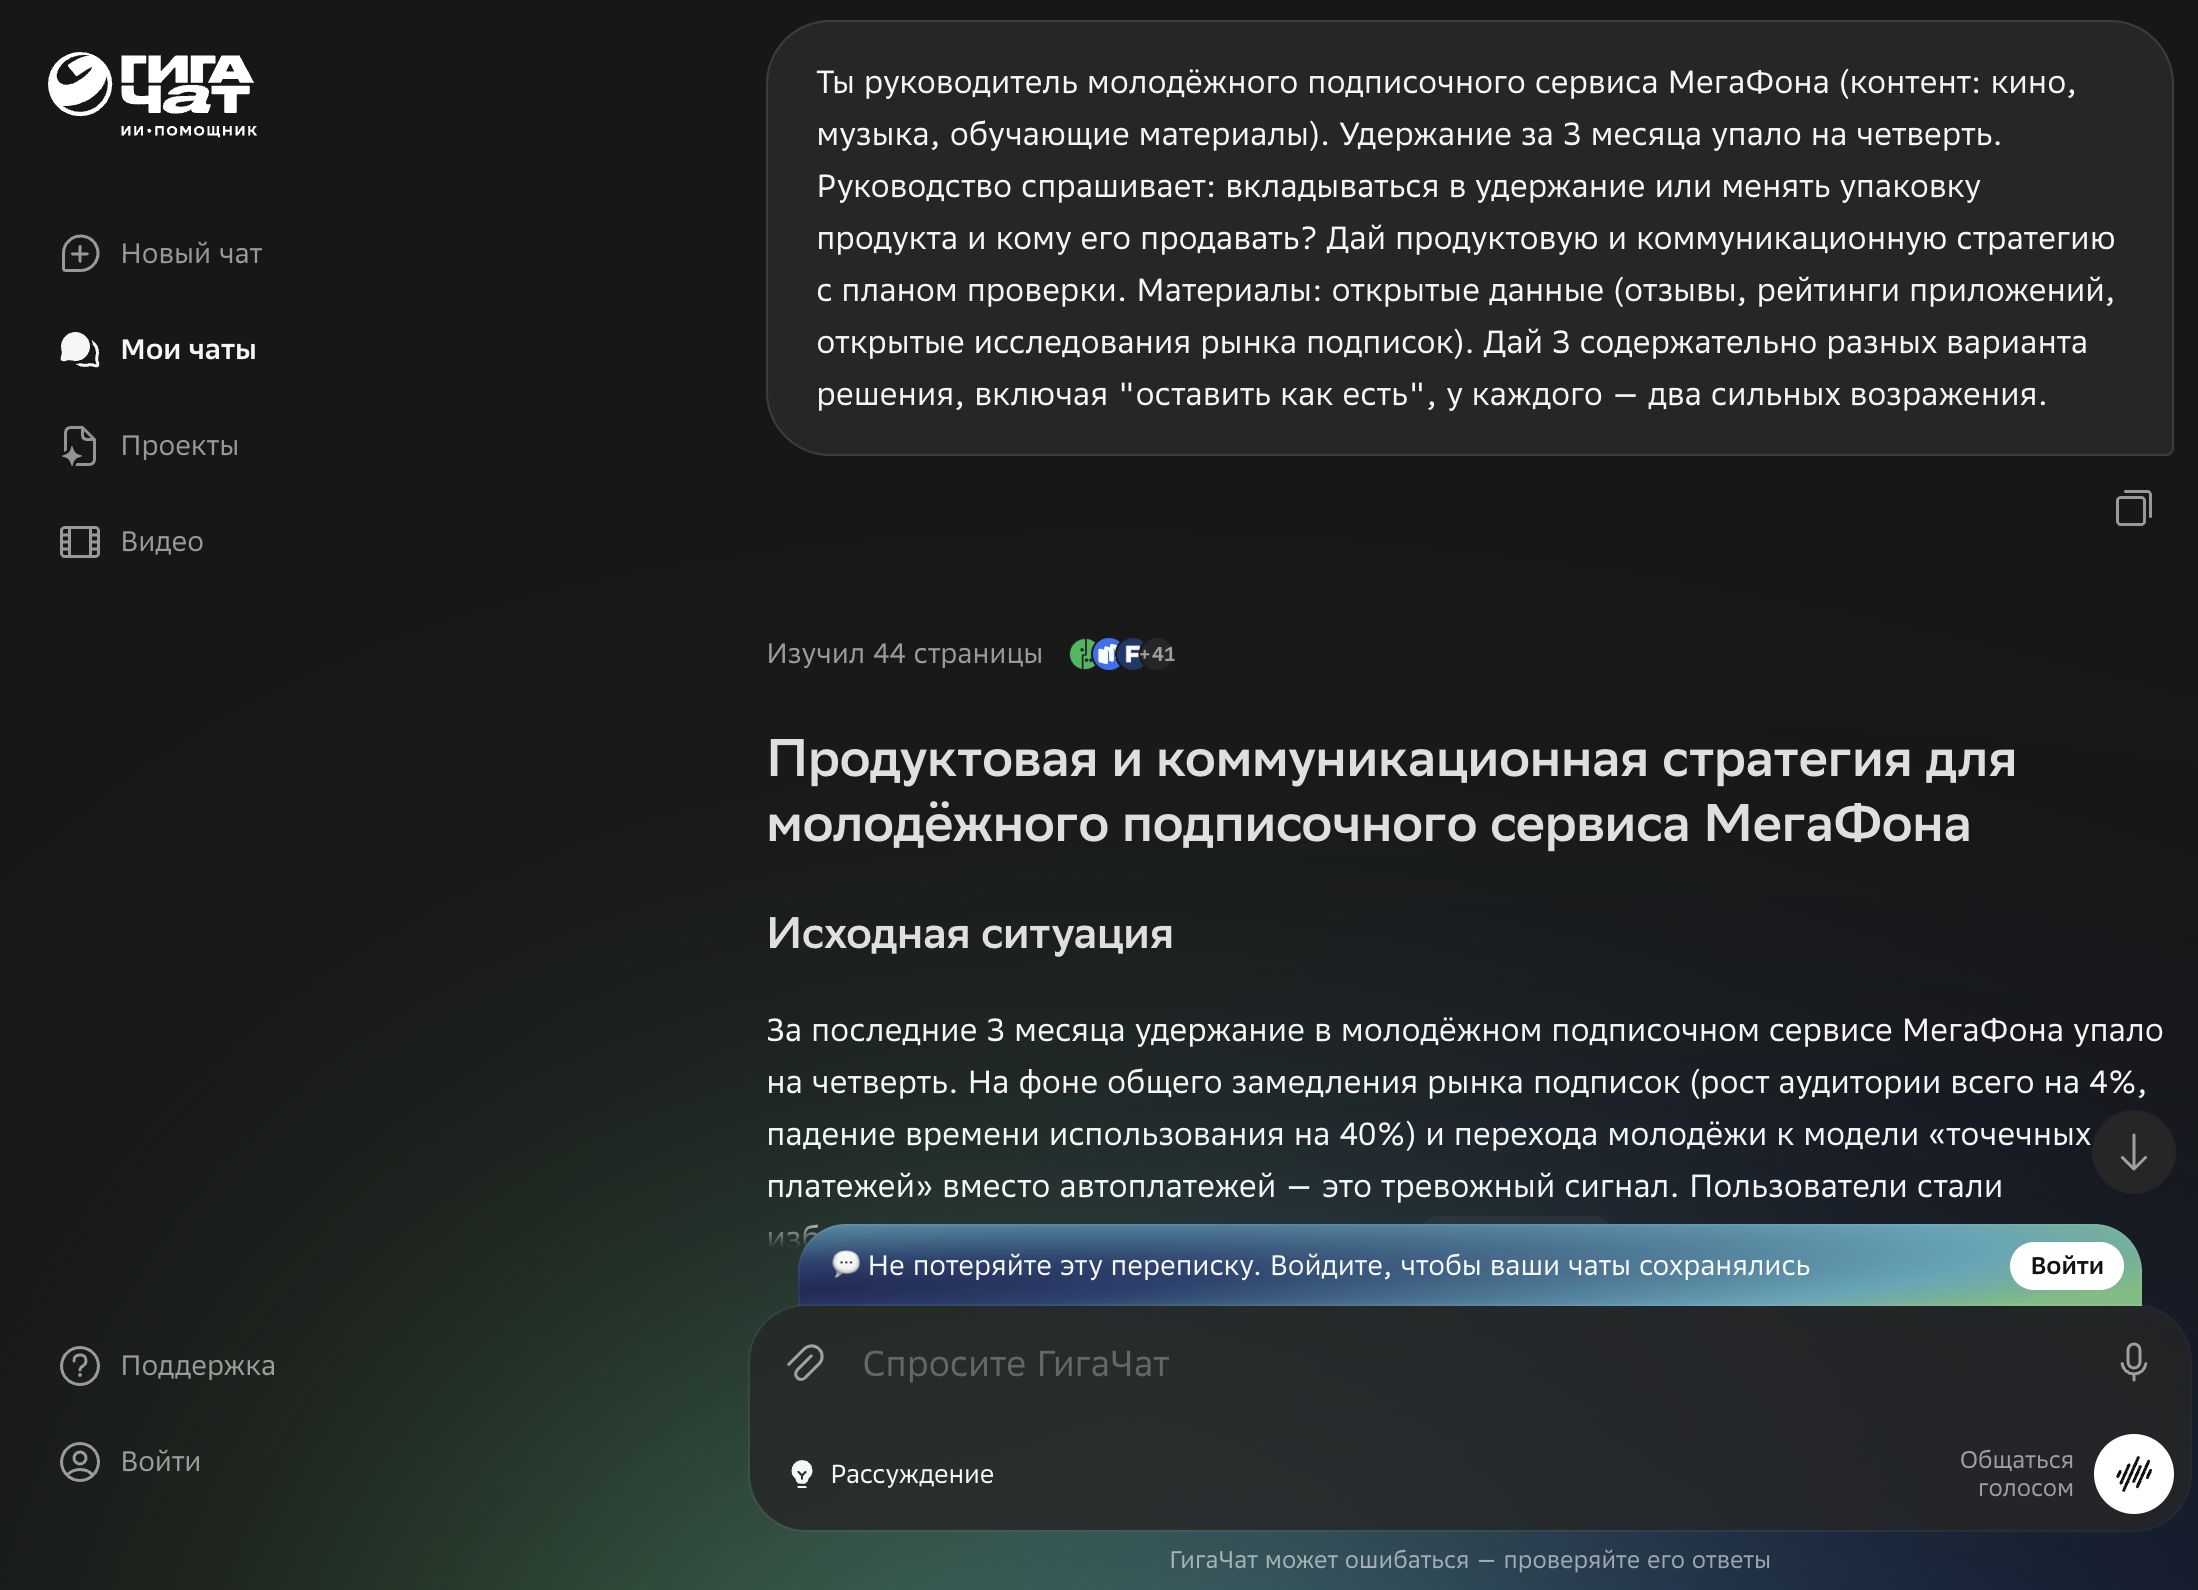 ГИГА
ЧАТ
ИИ•ПОМОЩНИК
Новый чат
Мои чаты
Проекты
Видео
Ты руководитель молодёжного подписочного сервиса МегаФона (контент: кино,
музыка, обучающие материалы). Удержание за 3 месяца упало на четверть.
Руководство спрашивает: вкладываться в удержание или менять упаковку
продукта и кому его продавать? Дай продуктовую и коммуникационную стратегию
с планом проверки. Материалы: открытые данные (отзывы, рейтинги приложений,
открытые исследования рынка подписок). Дай 3 содержательно разных варианта
решения, включая "оставить как есть", у каждого — два сильных возражения.
Изучил 44 страницы F +41
Продуктовая и коммуникационная стратегия для
молодёжного подписочного сервиса МегаФона
Исходная ситуация
За последние 3 месяца удержание в молодёжном подписочном сервисе МегаФона упало
на четверть. На фоне общего замедления рынка подписок (рост аудитории всего на 4%,
падение времени использования на 40%) и перехода молодёжи к модели «точечных
платежей» вместо автоплатежей — это тревожный сигнал. Пользователи стали
Не потеряйте эту переписку. Войдите, чтобы ваши чаты сохранялись
Войти
Спросите ГигаЧат
Рассуждение
Общаться
голосом
ГигаЧат может ошибаться — проверяйте его ответы
Поддержка
Войти